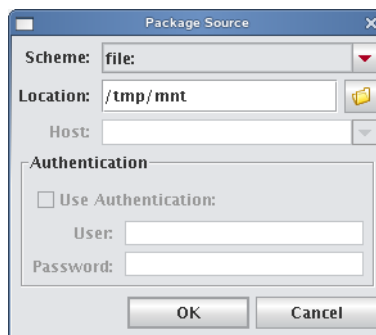 Package Source
Scheme: file:
Location: /tmp/mnt
Host:
Authentication
Use Authentication:
User:
Password:
OK Cancel